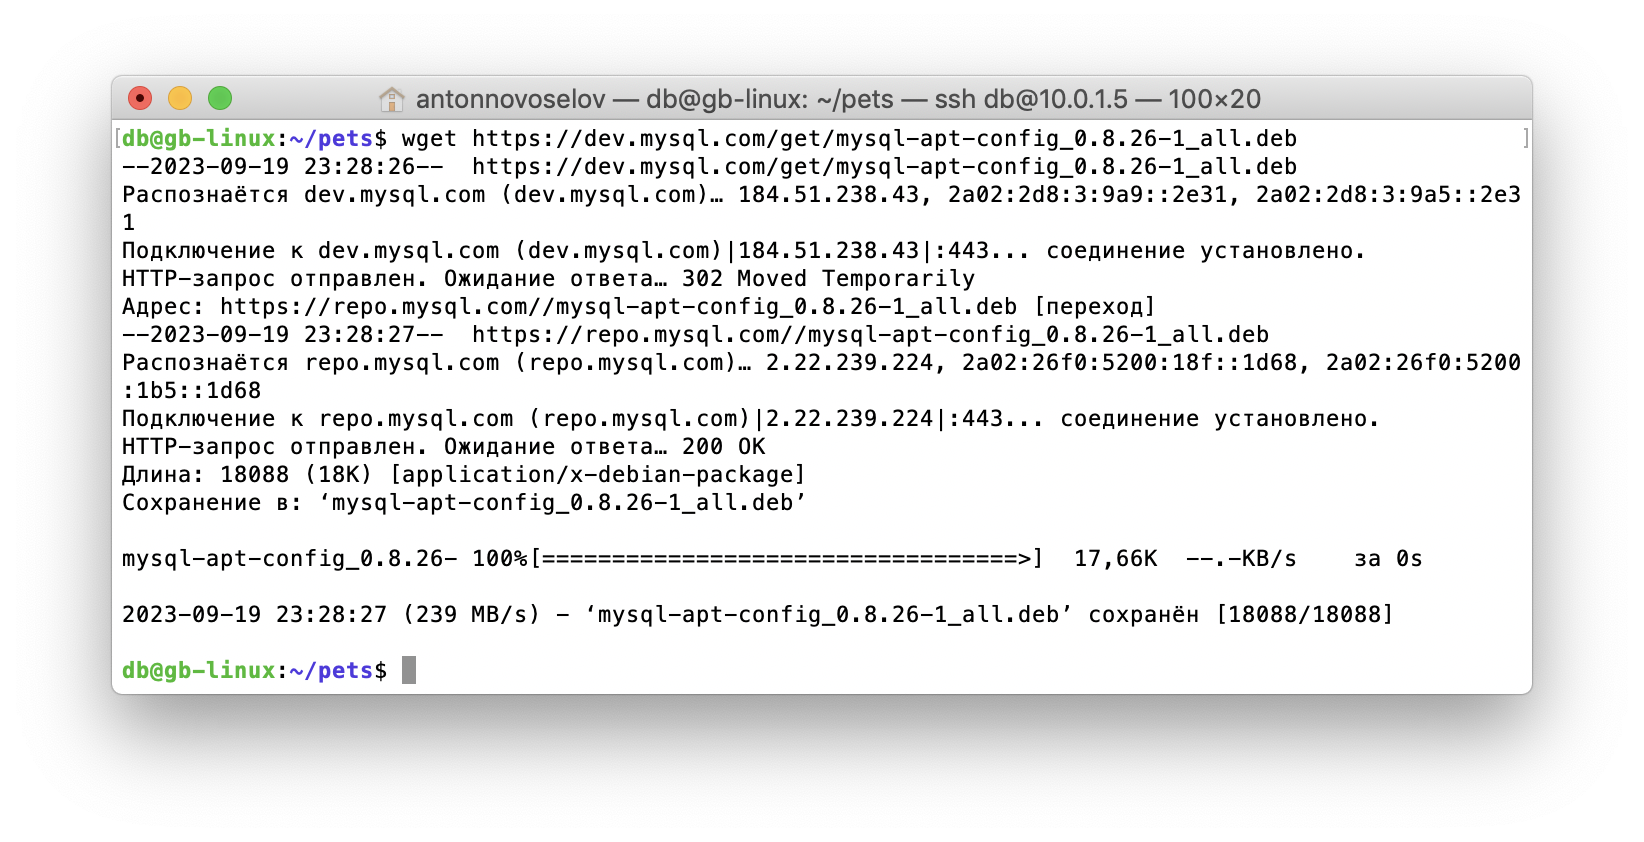 antonnovoselov — db@gb-linux: ~/pets — ssh db@10.0.1.5 — 100×20
[db@gb-linux:~/pets$ wget https://dev.mysql.com/get/mysql-apt-config_0.8.26-1_all.deb ]
--2023-09-19 23:28:26--  https://dev.mysql.com/get/mysql-apt-config_0.8.26-1_all.deb
Распознаётся dev.mysql.com (dev.mysql.com)… 184.51.238.43, 2a02:2d8:3:9a9::2e31, 2a02:2d8:3:9a5::2e3
1
Подключение к dev.mysql.com (dev.mysql.com)|184.51.238.43|:443... соединение установлено.
HTTP-запрос отправлен. Ожидание ответа… 302 Moved Temporarily
Адрес: https://repo.mysql.com//mysql-apt-config_0.8.26-1_all.deb [переход]
--2023-09-19 23:28:27--  https://repo.mysql.com//mysql-apt-config_0.8.26-1_all.deb
Распознаётся repo.mysql.com (repo.mysql.com)… 2.22.239.224, 2a02:26f0:5200:18f::1d68, 2a02:26f0:5200
:1b5::1d68
Подключение к repo.mysql.com (repo.mysql.com)|2.22.239.224|:443... соединение установлено.
HTTP-запрос отправлен. Ожидание ответа… 200 OK
Длина: 18088 (18K) [application/x-debian-package]
Сохранение в: ‘mysql-apt-config_0.8.26-1_all.deb’
mysql-apt-config_0.8.26- 100%[==================================>]  17,66K  --.-KB/s    за 0s
2023-09-19 23:28:27 (239 MB/s) - ‘mysql-apt-config_0.8.26-1_all.deb’ сохранён [18088/18088]
db@gb-linux:~/pets$